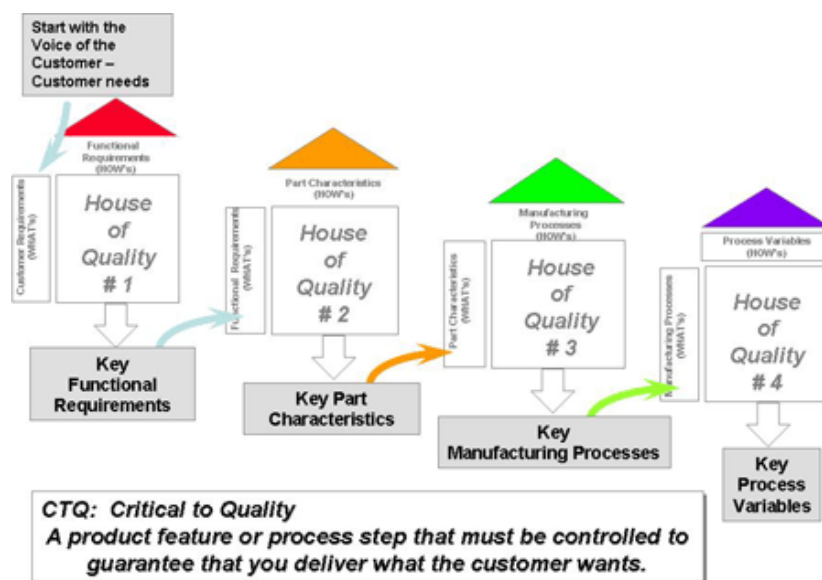 Start with the
Voice of the
Customer –
Customer needs
Functional
Requirements
(HOW's)
Customer Requirements
(WHAT's)
House
of
Quality
# 1
Key
Functional
Requirements
Part Characteristics
(HOW's)
Functional Requirements
(WHAT's)
House
of
Quality
# 2
Key Part
Characteristics
Manufacturing
Processes
(HOW's)
Part Characteristics
(WHAT's)
House
of
Quality
# 3
Key
Manufacturing Processes
Process Variables
(HOW's)
Manufacturing Processes
(WHAT's)
House
of
Quality
# 4
Key
Process
Variables
CTQ: Critical to Quality
A product feature or process step that must be controlled to
guarantee that you deliver what the customer wants.